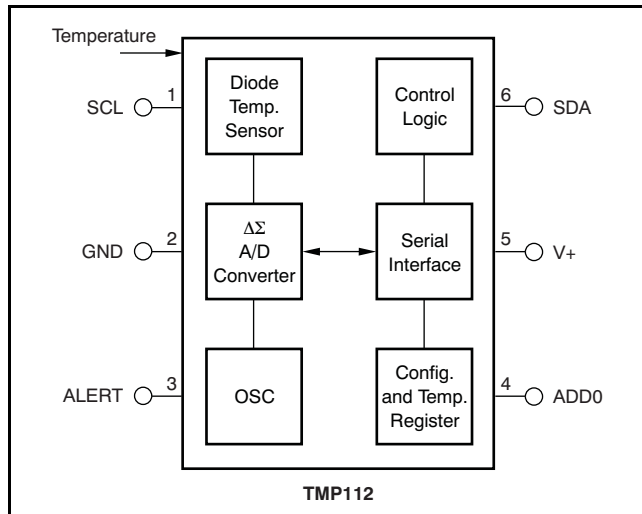 Temperature
SCL
1
Diode
Temp.
Sensor
Control
Logic
6
SDA
GND
2
ΔΣ
A/D
Converter
Serial
Interface
5
V+
ALERT
3
OSC
Config.
and Temp.
Register
4
ADD0
TMP112